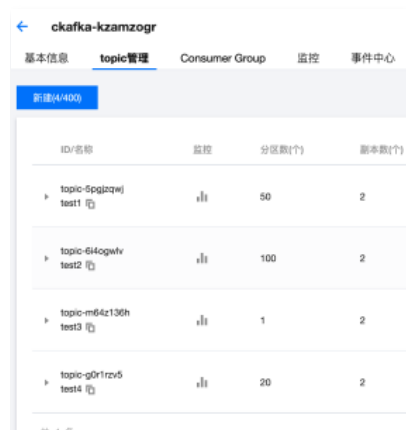 ckafka-kzamzogr
基本信息 topic管理 Consumer Group 监控 事件中心
新建(4/400)
ID/名称 监控 分区数(个) 副本数(个)
topic-5pgjzqwj
test1 50 2
topic-6i4ogwlv
test2 100 2
topic-m64z136h
test3 1 2
topic-g0r1rzv5
test4 20 2